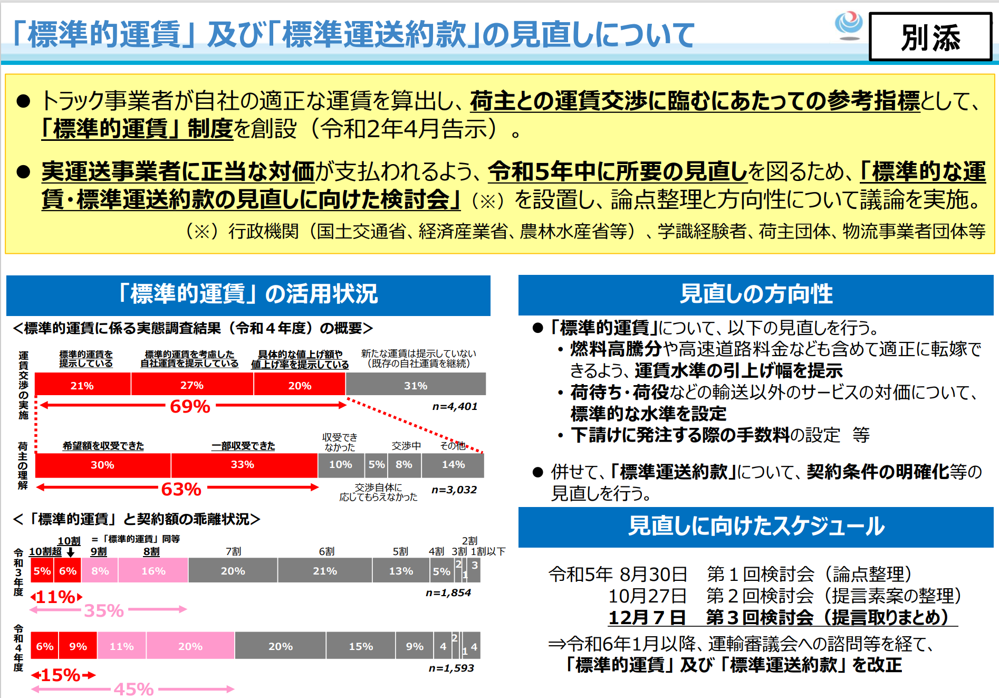 「標準的運賃」及び「標準運送約款」の見直しについて
別添
● トラック事業者が自社の適正な運賃を算出し、荷主との運賃交渉に臨むにあたっての参考指標として、
「標準的運賃」制度を創設（令和2年4月告示）。
● 実運送事業者に正当な対価が支払われるよう、令和5年中に所要の見直しを図るため、「標準的な運
賃・標準運送約款の見直しに向けた検討会」（※）を設置し、論点整理と方向性について議論を実施。
（※）行政機関（国土交通省、経済産業省、農林水産省等）、学識経験者、荷主団体、物流事業者団体等
「標準的運賃」の活用状況
＜標準的運賃に係る実態調査結果（令和４年度）の概要＞
運賃交渉の実施
標準的運賃を
提示している
標準的運賃を考慮した
自社運賃を提示している
具体的な値上げ額や
値上げ率を提示している
新たな運賃は提示していない
（既存の自社運賃を継続）
21% 27% 20% 31%
69%
n=4,401
荷主の理解
希望額を収受できた
一部収受できた
収受でき
なかった
交渉中
その他
30% 33% 10% 5% 8% 14%
63%
交渉自体に
応じてもらえなかった
n=3,032
＜「標準的運賃」と契約額の乖離状況＞
10割 ＝「標準的運賃」同等
2割
10割超 9割 8割 7割 6割 5割 4割 3割 1割以下
令和3年度
5% 6% 8% 16% 20% 21% 13% 5% 2 1 3
11%
n=1,854
35%
令和4年度
6% 9% 11% 20% 20% 15% 9% 4 2 1 4
15%
n=1,593
45%
見直しの方向性
● 「標準的運賃」について、以下の見直しを行う。
・ 燃料高騰分や高速道路料金なども含めて適正に転嫁で
きるよう、運賃水準の引上げ幅を提示
・ 荷待ち・荷役などの輸送以外のサービスの対価について、
標準的な水準を設定
・ 下請けに発注する際の手数料の設定　等
● 併せて、「標準運送約款」について、契約条件の明確化等の
見直しを行う。
見直しに向けたスケジュール
令和5年 8月30日　第１回検討会（論点整理）
10月27日　第２回検討会（提言素案の整理）
12月７日　第３回検討会（提言取りまとめ）
⇒令和6年1月以降、運輸審議会への諮問等を経て、
「標準的運賃」及び「標準運送約款」を改正